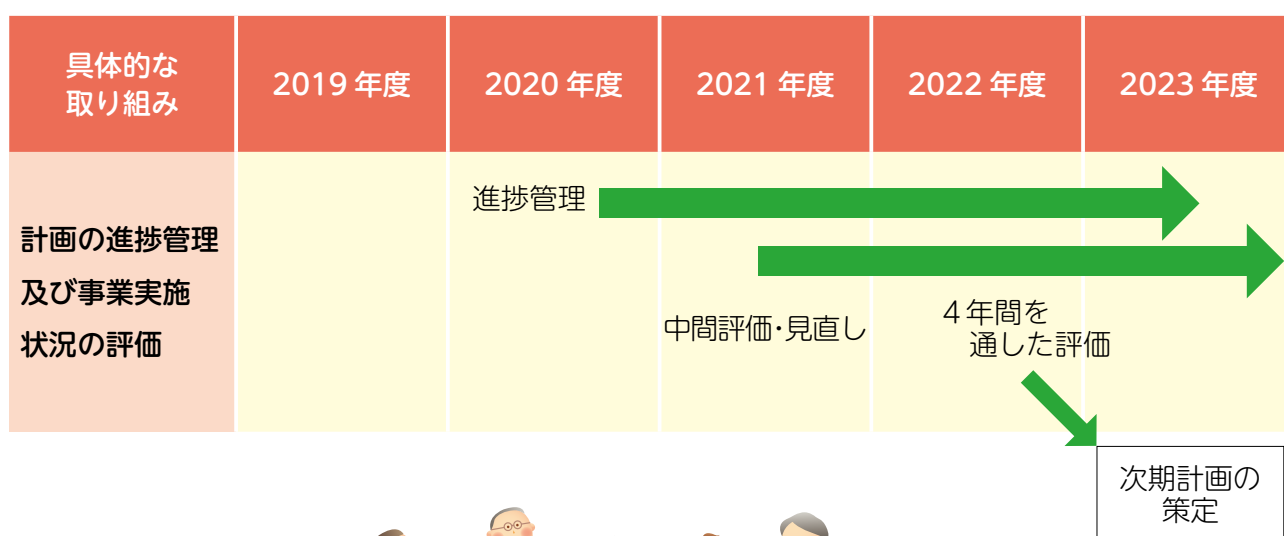 具体的な
取り組み
2019 年度
2020 年度
2021 年度
2022 年度
2023 年度
計画の進捗管理
及び事業実施
状況の評価
進捗管理
中間評価・見直し
4年間を
通した評価
次期計画の
策定